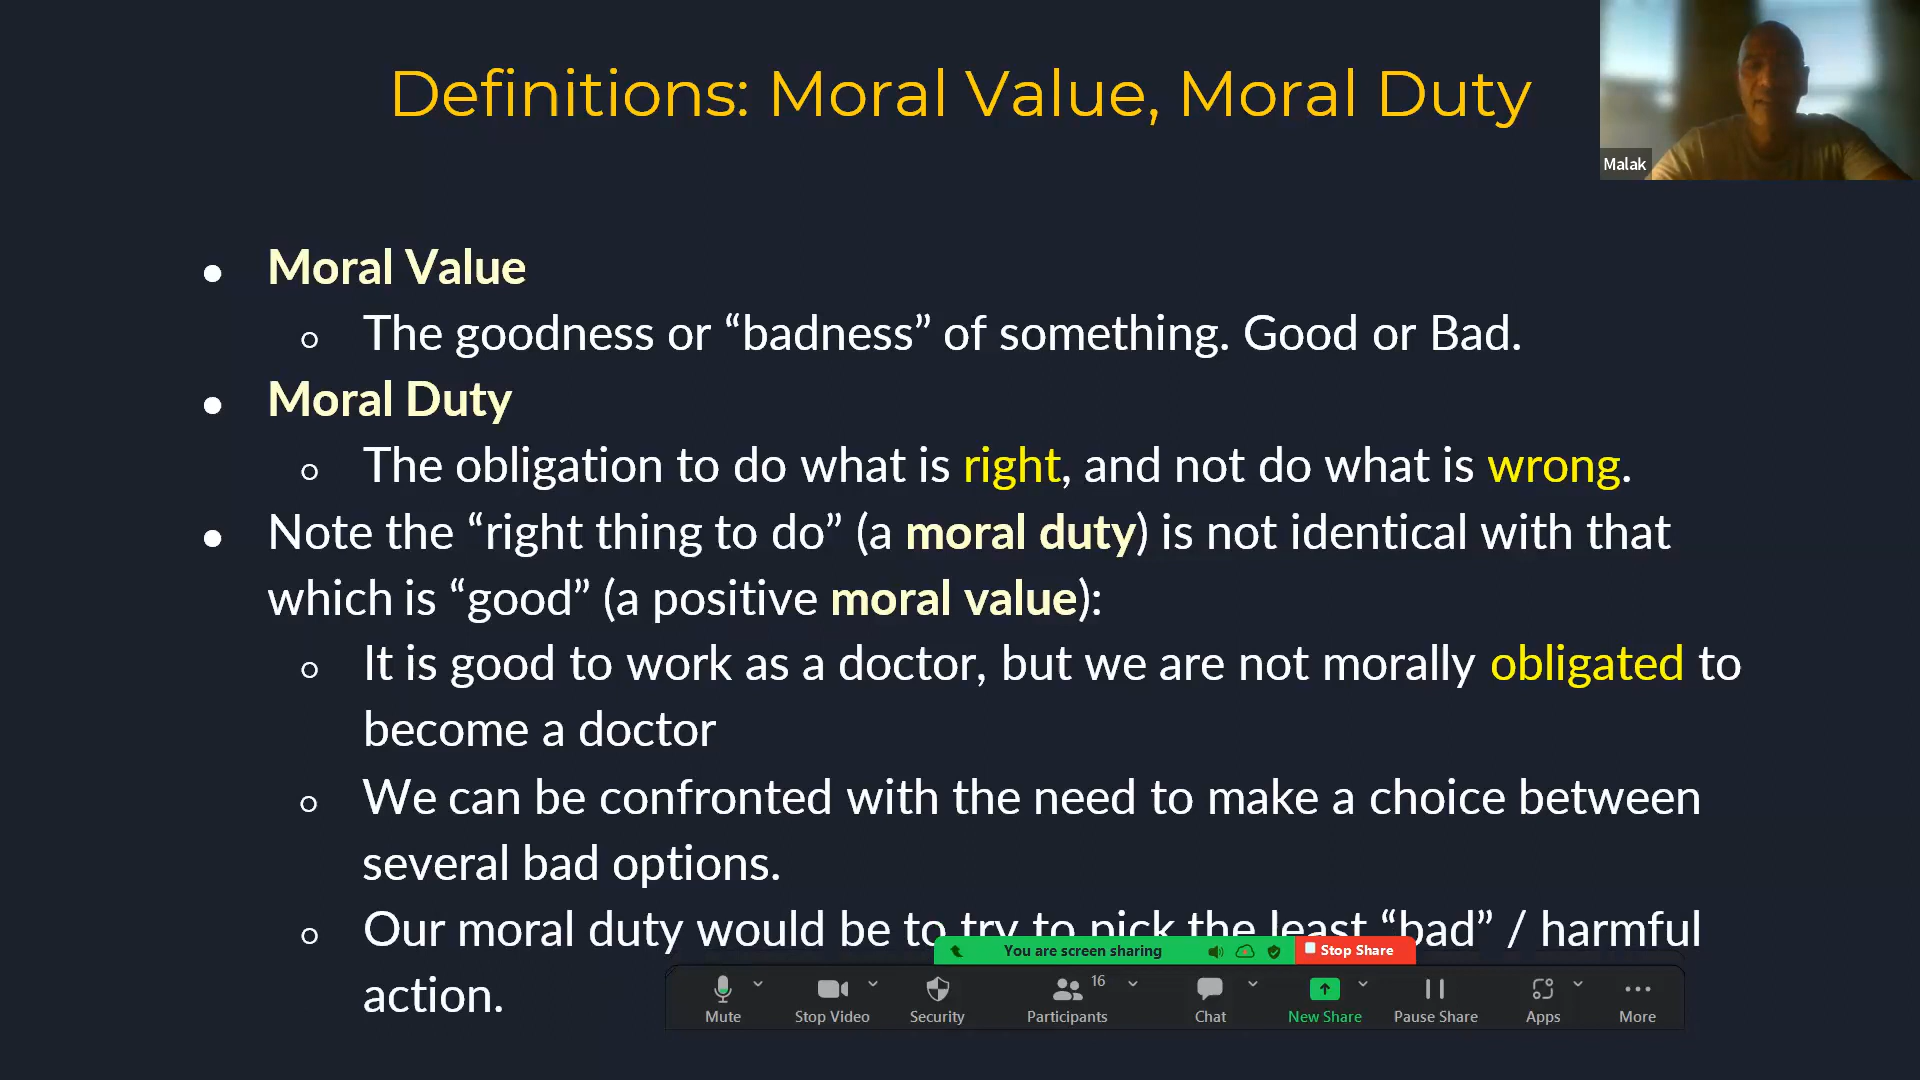 Definitions: Moral Value, Moral Duty
Malak
● Moral Value
○ The goodness or “badness” of something. Good or Bad.
● Moral Duty
○ The obligation to do what is right, and not do what is wrong.
● Note the “right thing to do” (a moral duty) is not identical with that
which is “good” (a positive moral value):
○ It is good to work as a doctor, but we are not morally obligated to
become a doctor
○ We can be confronted with the need to make a choice between
several bad options.
○ Our moral duty would be to try to pick the least “bad” / harmful
action.
You are screen sharing Stop Share
16
Mute Stop Video Security Participants Chat New Share Pause Share Apps More